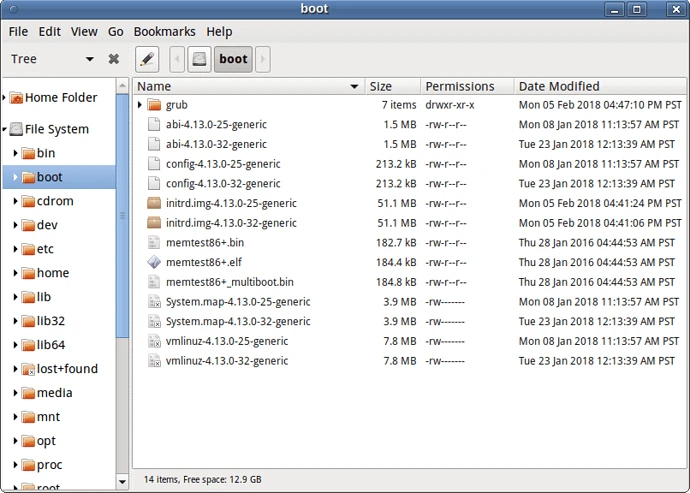 boot
File Edit View Go Bookmarks Help
Tree boot
Home Folder
File System
bin
boot
cdrom
dev
etc
home
lib
lib32
lib64
lost+found
media
mnt
opt
proc
root
Name Size Permissions Date Modified
grub 7 items drwxr-xr-x Mon 05 Feb 2018 04:47:10 PM PST
abi-4.13.0-25-generic 1.5 MB -rw-r--r-- Mon 08 Jan 2018 11:13:57 AM PST
abi-4.13.0-32-generic 1.5 MB -rw-r--r-- Tue 23 Jan 2018 12:13:39 AM PST
config-4.13.0-25-generic 213.2 kB -rw-r--r-- Mon 08 Jan 2018 11:13:57 AM PST
config-4.13.0-32-generic 213.2 kB -rw-r--r-- Tue 23 Jan 2018 12:13:39 AM PST
initrd.img-4.13.0-25-generic 51.1 MB -rw-r--r-- Mon 05 Feb 2018 04:41:24 PM PST
initrd.img-4.13.0-32-generic 51.1 MB -rw-r--r-- Mon 05 Feb 2018 04:41:06 PM PST
memtest86+.bin 182.7 kB -rw-r--r-- Thu 28 Jan 2016 04:44:53 AM PST
memtest86+.elf 184.4 kB -rw-r--r-- Thu 28 Jan 2016 04:44:53 AM PST
memtest86+_multiboot.bin 184.8 kB -rw-r--r-- Thu 28 Jan 2016 04:44:53 AM PST
System.map-4.13.0-25-generic 3.9 MB -rw------- Mon 08 Jan 2018 11:13:57 AM PST
System.map-4.13.0-32-generic 3.9 MB -rw------- Tue 23 Jan 2018 12:13:39 AM PST
vmlinuz-4.13.0-25-generic 7.8 MB -rw------- Mon 08 Jan 2018 11:13:57 AM PST
vmlinuz-4.13.0-32-generic 7.8 MB -rw------- Tue 23 Jan 2018 12:13:39 AM PST
14 items, Free space: 12.9 GB